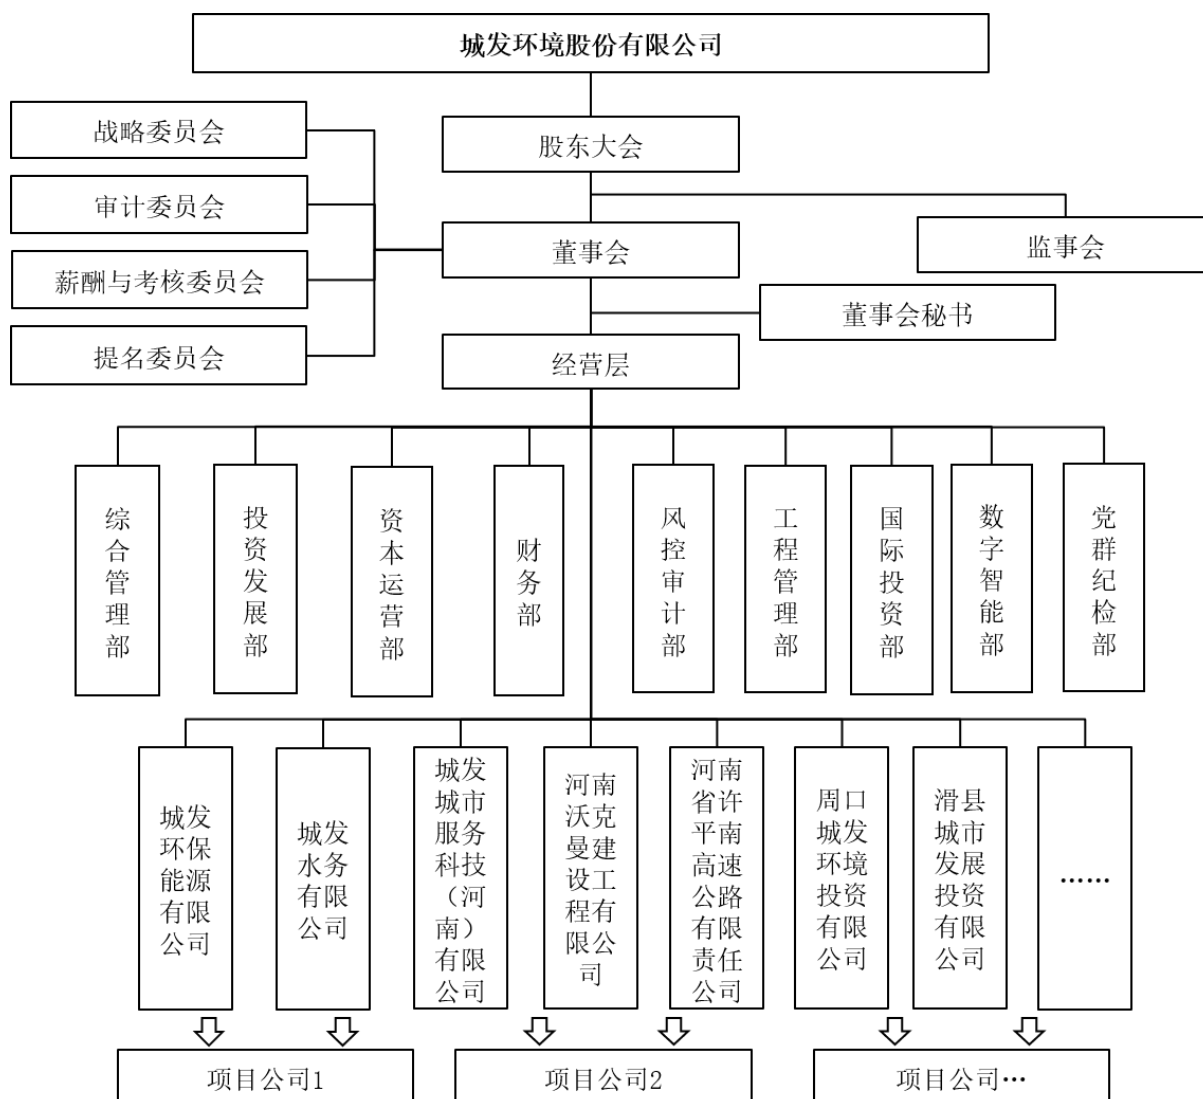 城发环境股份有限公司
战略委员会
股东大会
审计委员会
董事会
监事会
薪酬与考核委员会
董事会秘书
提名委员会
经营层
综合管理部
投资发展部
资本运营部
财务部
风控审计部
工程管理部
国际投资部
数字智能部
党群纪检部
城发
环保
能源
有限
公司
城发
水务
有限
公司
城发
城市
服务
科技
（河
南）
有限
公司
河南
沃克
曼建
设工
程有
限公
司
河南
省许
平南
高速
公路
有限
责任
公司
周口
城发
环境
投资
有限
公司
滑县
城市
发展
投资
有限
公司
……
项目公司1
项目公司2
项目公司…